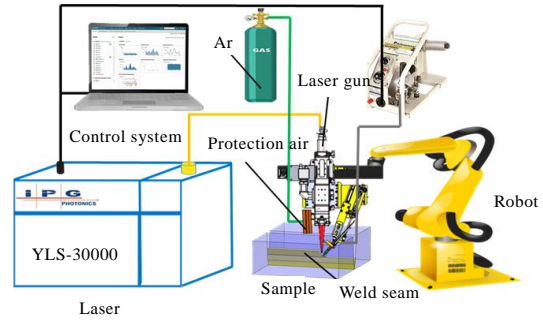 Ar
GAS
Laser gun
Control system
Protection air
IPG
PHOTONICS
YLS-30000
Robot
Sample
Weld seam
Laser